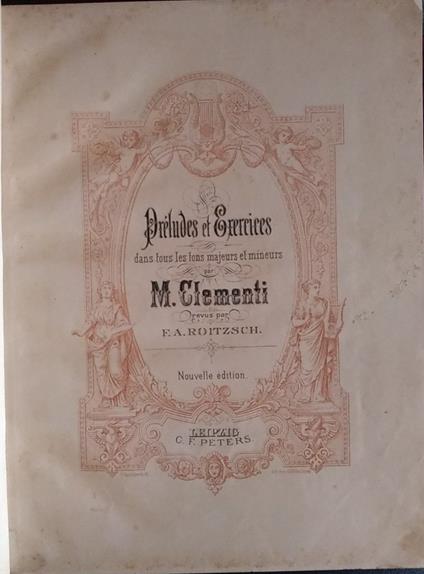 Préludes et Exercices
dans tous les tons majeurs et mineurs
par
M. Clementi
revus par
F. A. ROITZSCH.
Nouvelle édition.
LEIPZIG
C. F. PETERS.